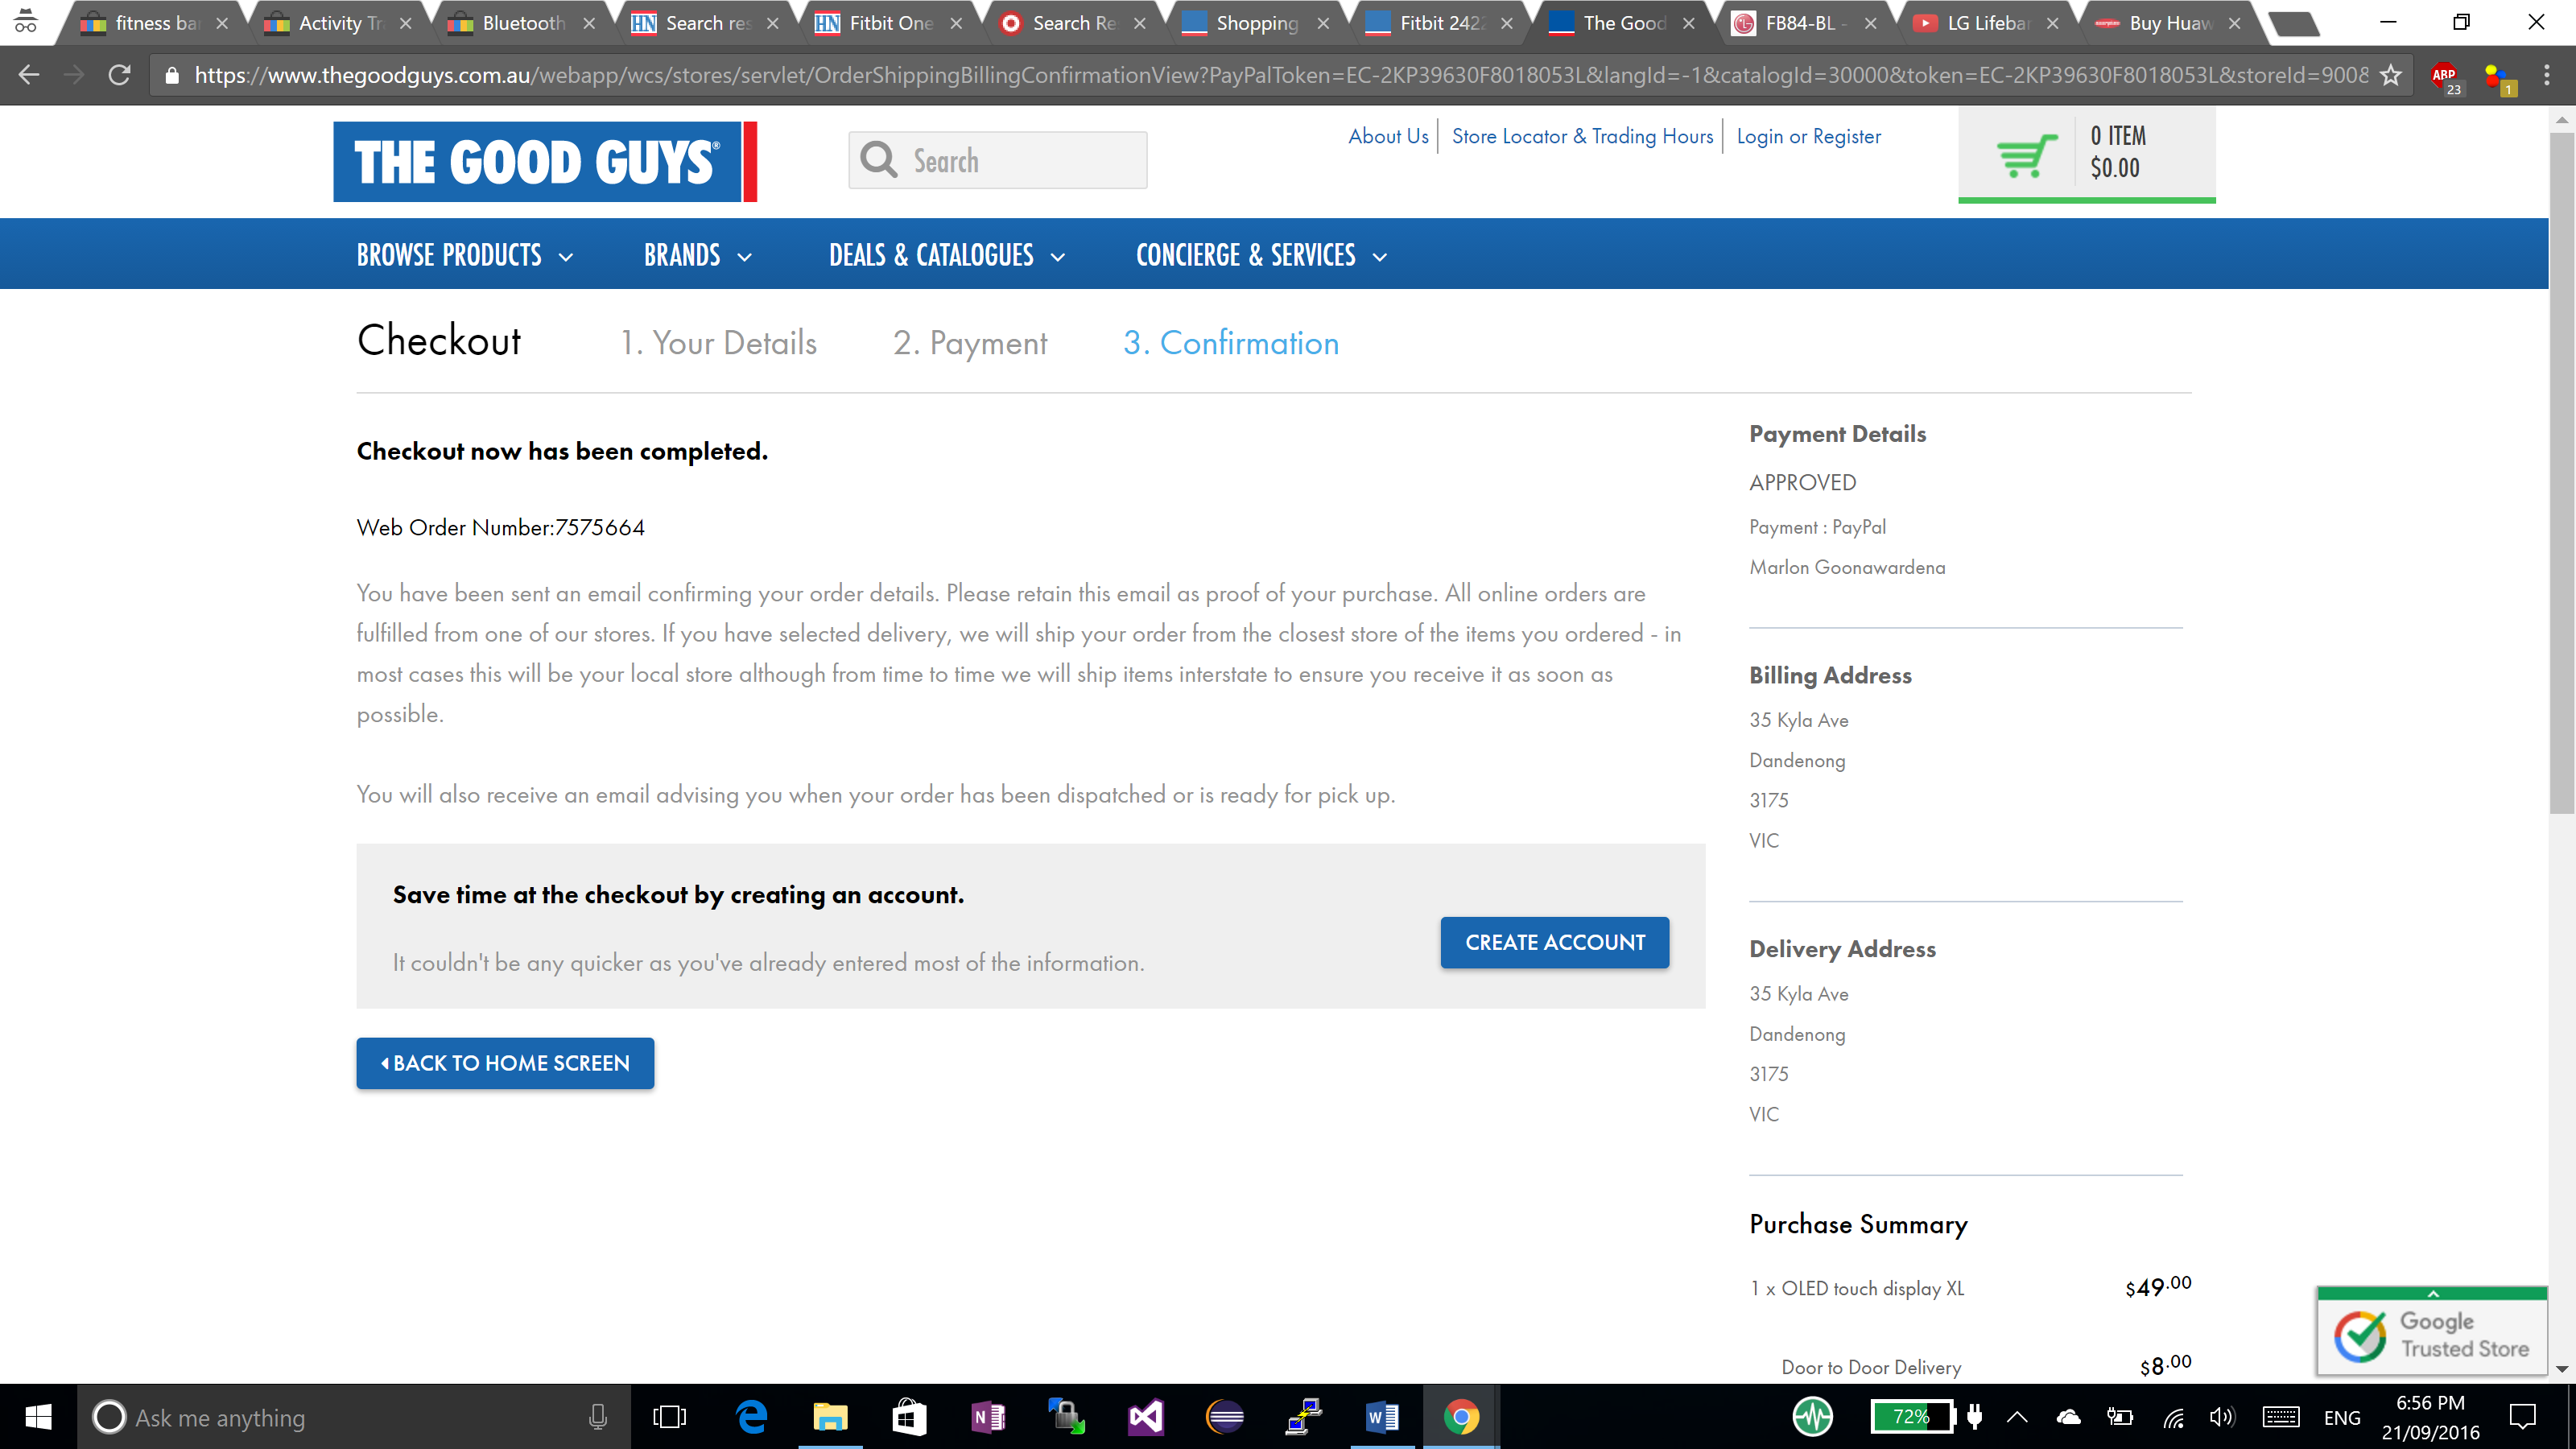 fitness ba
Activity Tr
Bluetooth
HN Search res
HN Fitbit One
Search Re
Shopping
Fitbit 242
The Good
FB84-BL -
LG Lifeba
Buy Huaw
https://www.thegoodguys.com.au/webapp/wcs/stores/servlet/OrderShippingBillingConfirmationView?PayPalToken=EC-2KP39630F8018053L&langId=-1&catalogId=30000&token=EC-2KP39630F8018053L&storeId=900
ABP
23
1
THE GOOD GUYS®
Search
About Us
Store Locator & Trading Hours
Login or Register
0 ITEM
$0.00
BROWSE PRODUCTS
BRANDS
DEALS & CATALOGUES
CONCIERGE & SERVICES
Checkout
1. Your Details
2. Payment
3. Confirmation
Checkout now has been completed.
Web Order Number:7575664
You have been sent an email confirming your order details. Please retain this email as proof of your purchase. All online orders are
fulfilled from one of our stores. If you have selected delivery, we will ship your order from the closest store of the items you ordered - in
most cases this will be your local store although from time to time we will ship items interstate to ensure you receive it as soon as
possible.
You will also receive an email advising you when your order has been dispatched or is ready for pick up.
Save time at the checkout by creating an account.
It couldn't be any quicker as you've already entered most of the information.
CREATE ACCOUNT
BACK TO HOME SCREEN
Payment Details
APPROVED
Payment : PayPal
Marlon Goonawardena
Billing Address
35 Kyla Ave
Dandenong
3175
VIC
Delivery Address
35 Kyla Ave
Dandenong
3175
VIC
Purchase Summary
1 x OLED touch display XL $49.00
Door to Door Delivery $8.00
Google
Trusted Store
Ask me anything
72%
ENG
6:56 PM
21/09/2016